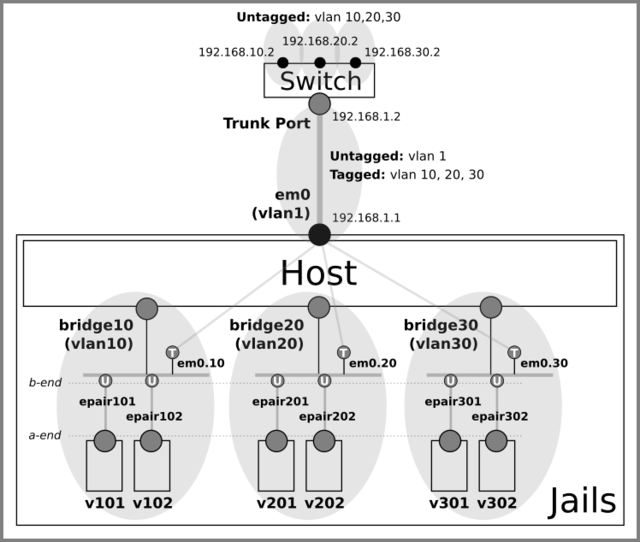 Untagged: vlan 10,20,30
192.168.20.2
192.168.10.2
192.168.30.2
Switch
192.168.1.2
Trunk Port
Untagged: vlan 1
Tagged: vlan 10, 20, 30
em0
(vlan1)
192.168.1.1
Host
bridge10
(vlan10)
bridge20
(vlan20)
bridge30
(vlan30)
T
em0.10
T
em0.20
T
em0.30
b-end
U
U
U
U
U
U
epair101
epair102
epair201
epair202
epair301
epair302
a-end
v101 v102
v201 v202
v301 v302
Jails